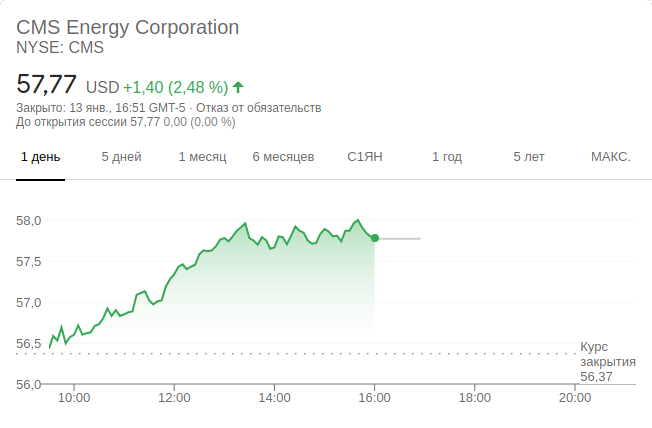 CMS Energy Corporation
NYSE: CMS
57,77 USD +1,40 (2,48 %)
Закрыто: 13 янв., 16:51 GMT-5 · Отказ от обязательств
До открытия сессии 57,77 0,00 (0,00 %)
1 день 5 дней 1 месяц 6 месяцев С1ЯН 1 год 5 лет МАКС.
58,0
57,5
57,0
56,5
56,0
Курс
закрытия
56,37
10:00 12:00 14:00 16:00 18:00 20:00